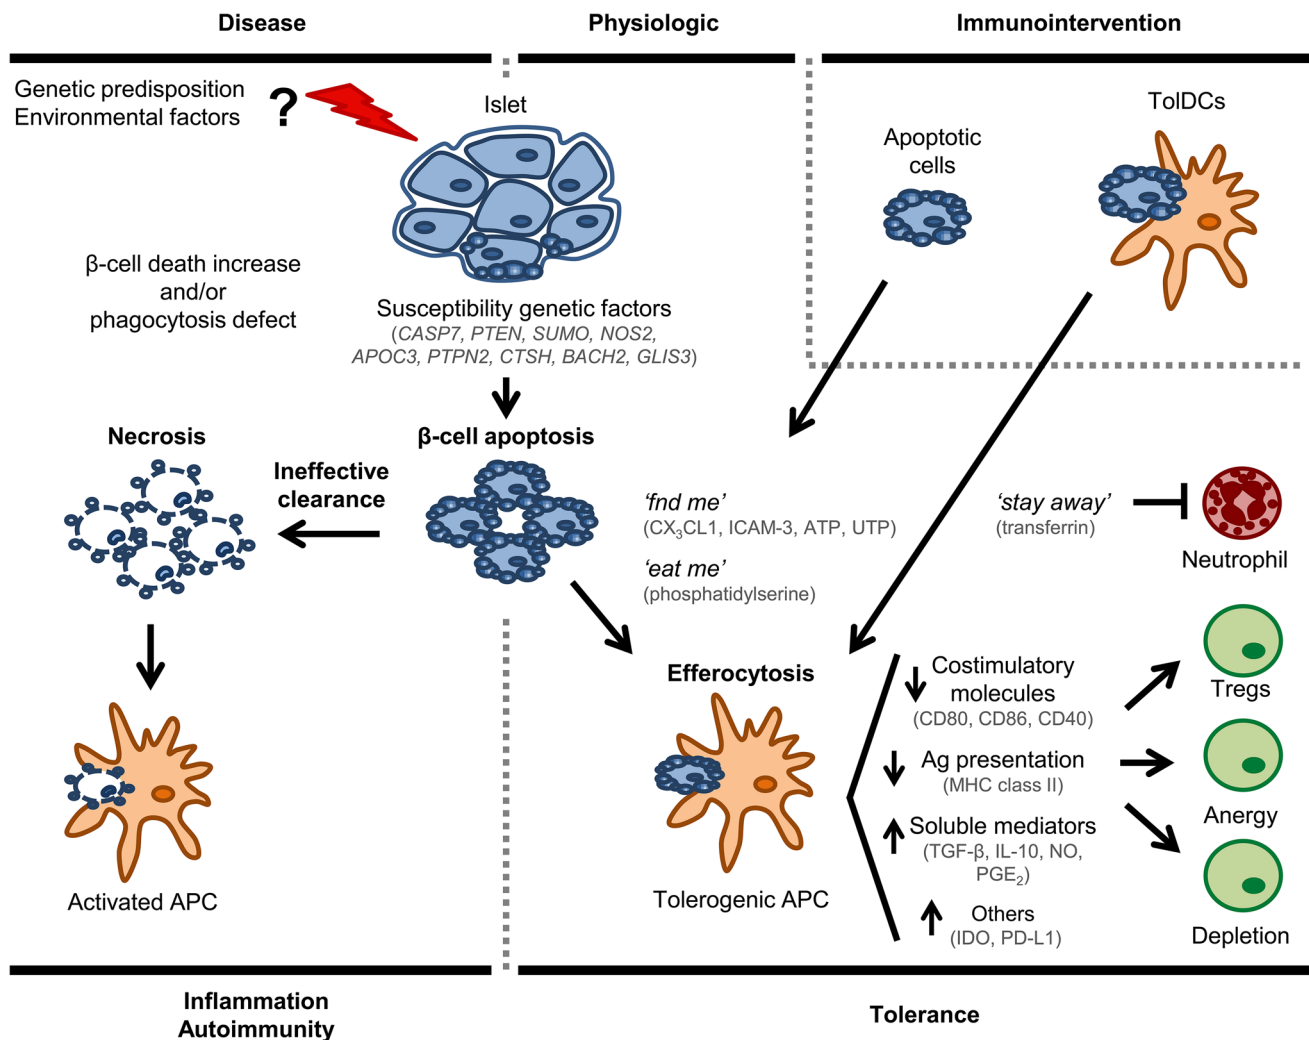 Disease
Physiologic
Immunointervention
Genetic predisposition
Environmental factors
?
Islet
Apoptotic
cells
TolDCs
β-cell death increase
and/or
phagocytosis defect
Susceptibility genetic factors
(CASP7, PTEN, SUMO, NOS2,
APOC3, PTPN2, CTSH, BACH2, GLIS3)
Necrosis
Ineffective
clearance
β-cell apoptosis
‘fnd me’
(CX₃CL1, ICAM-3, ATP, UTP)
‘eat me’
(phosphatidylserine)
‘stay away’
(transferrin)
Neutrophil
Efferocytosis
Costimulatory
molecules
(CD80, CD86, CD40)
Ag presentation
(MHC class II)
Soluble mediators
(TGF-β, IL-10, NO,
PGE₂)
Others
(IDO, PD-L1)
Tregs
Anergy
Depletion
Activated APC
Tolerogenic APC
Inflammation
Autoimmunity
Tolerance